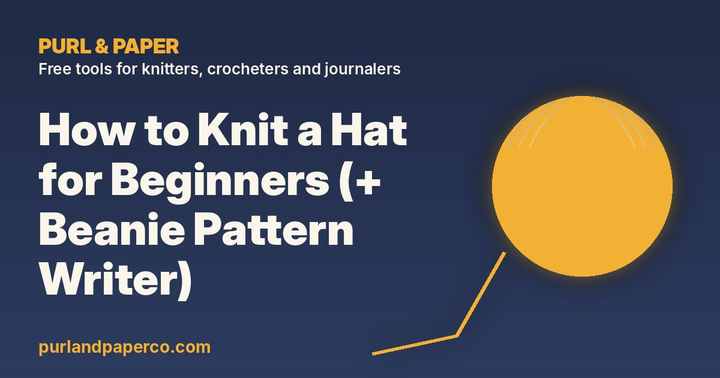 PURL & PAPER
Free tools for knitters, crocheters and journalers
How to Knit a Hat
for Beginners (+
Beanie Pattern
Writer)
purlandpaperco.com